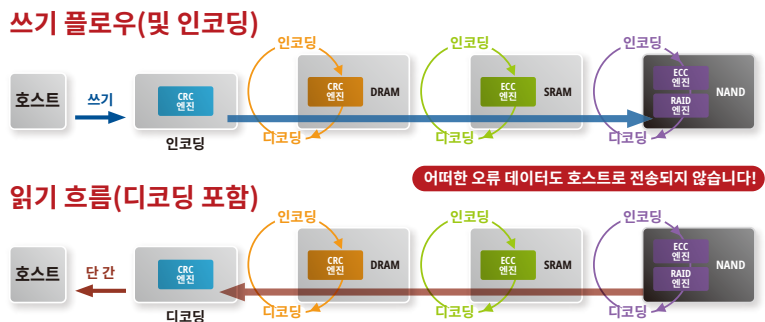 쓰기 플로우(및 인코딩)
인코딩
인코딩
인코딩
호스트
쓰기
CRC
엔진
CRC
엔진
DRAM
ECC
엔진
SRAM
ECC
엔진
RAID
엔진
NAND
인코딩
디코딩
디코딩
디코딩
어떠한 오류 데이터도 호스트로 전송되지 않습니다!
읽기 흐름(디코딩 포함)
인코딩
인코딩
인코딩
호스트
단 간
CRC
엔진
CRC
엔진
DRAM
ECC
엔진
SRAM
ECC
엔진
RAID
엔진
NAND
디코딩
디코딩
디코딩
디코딩